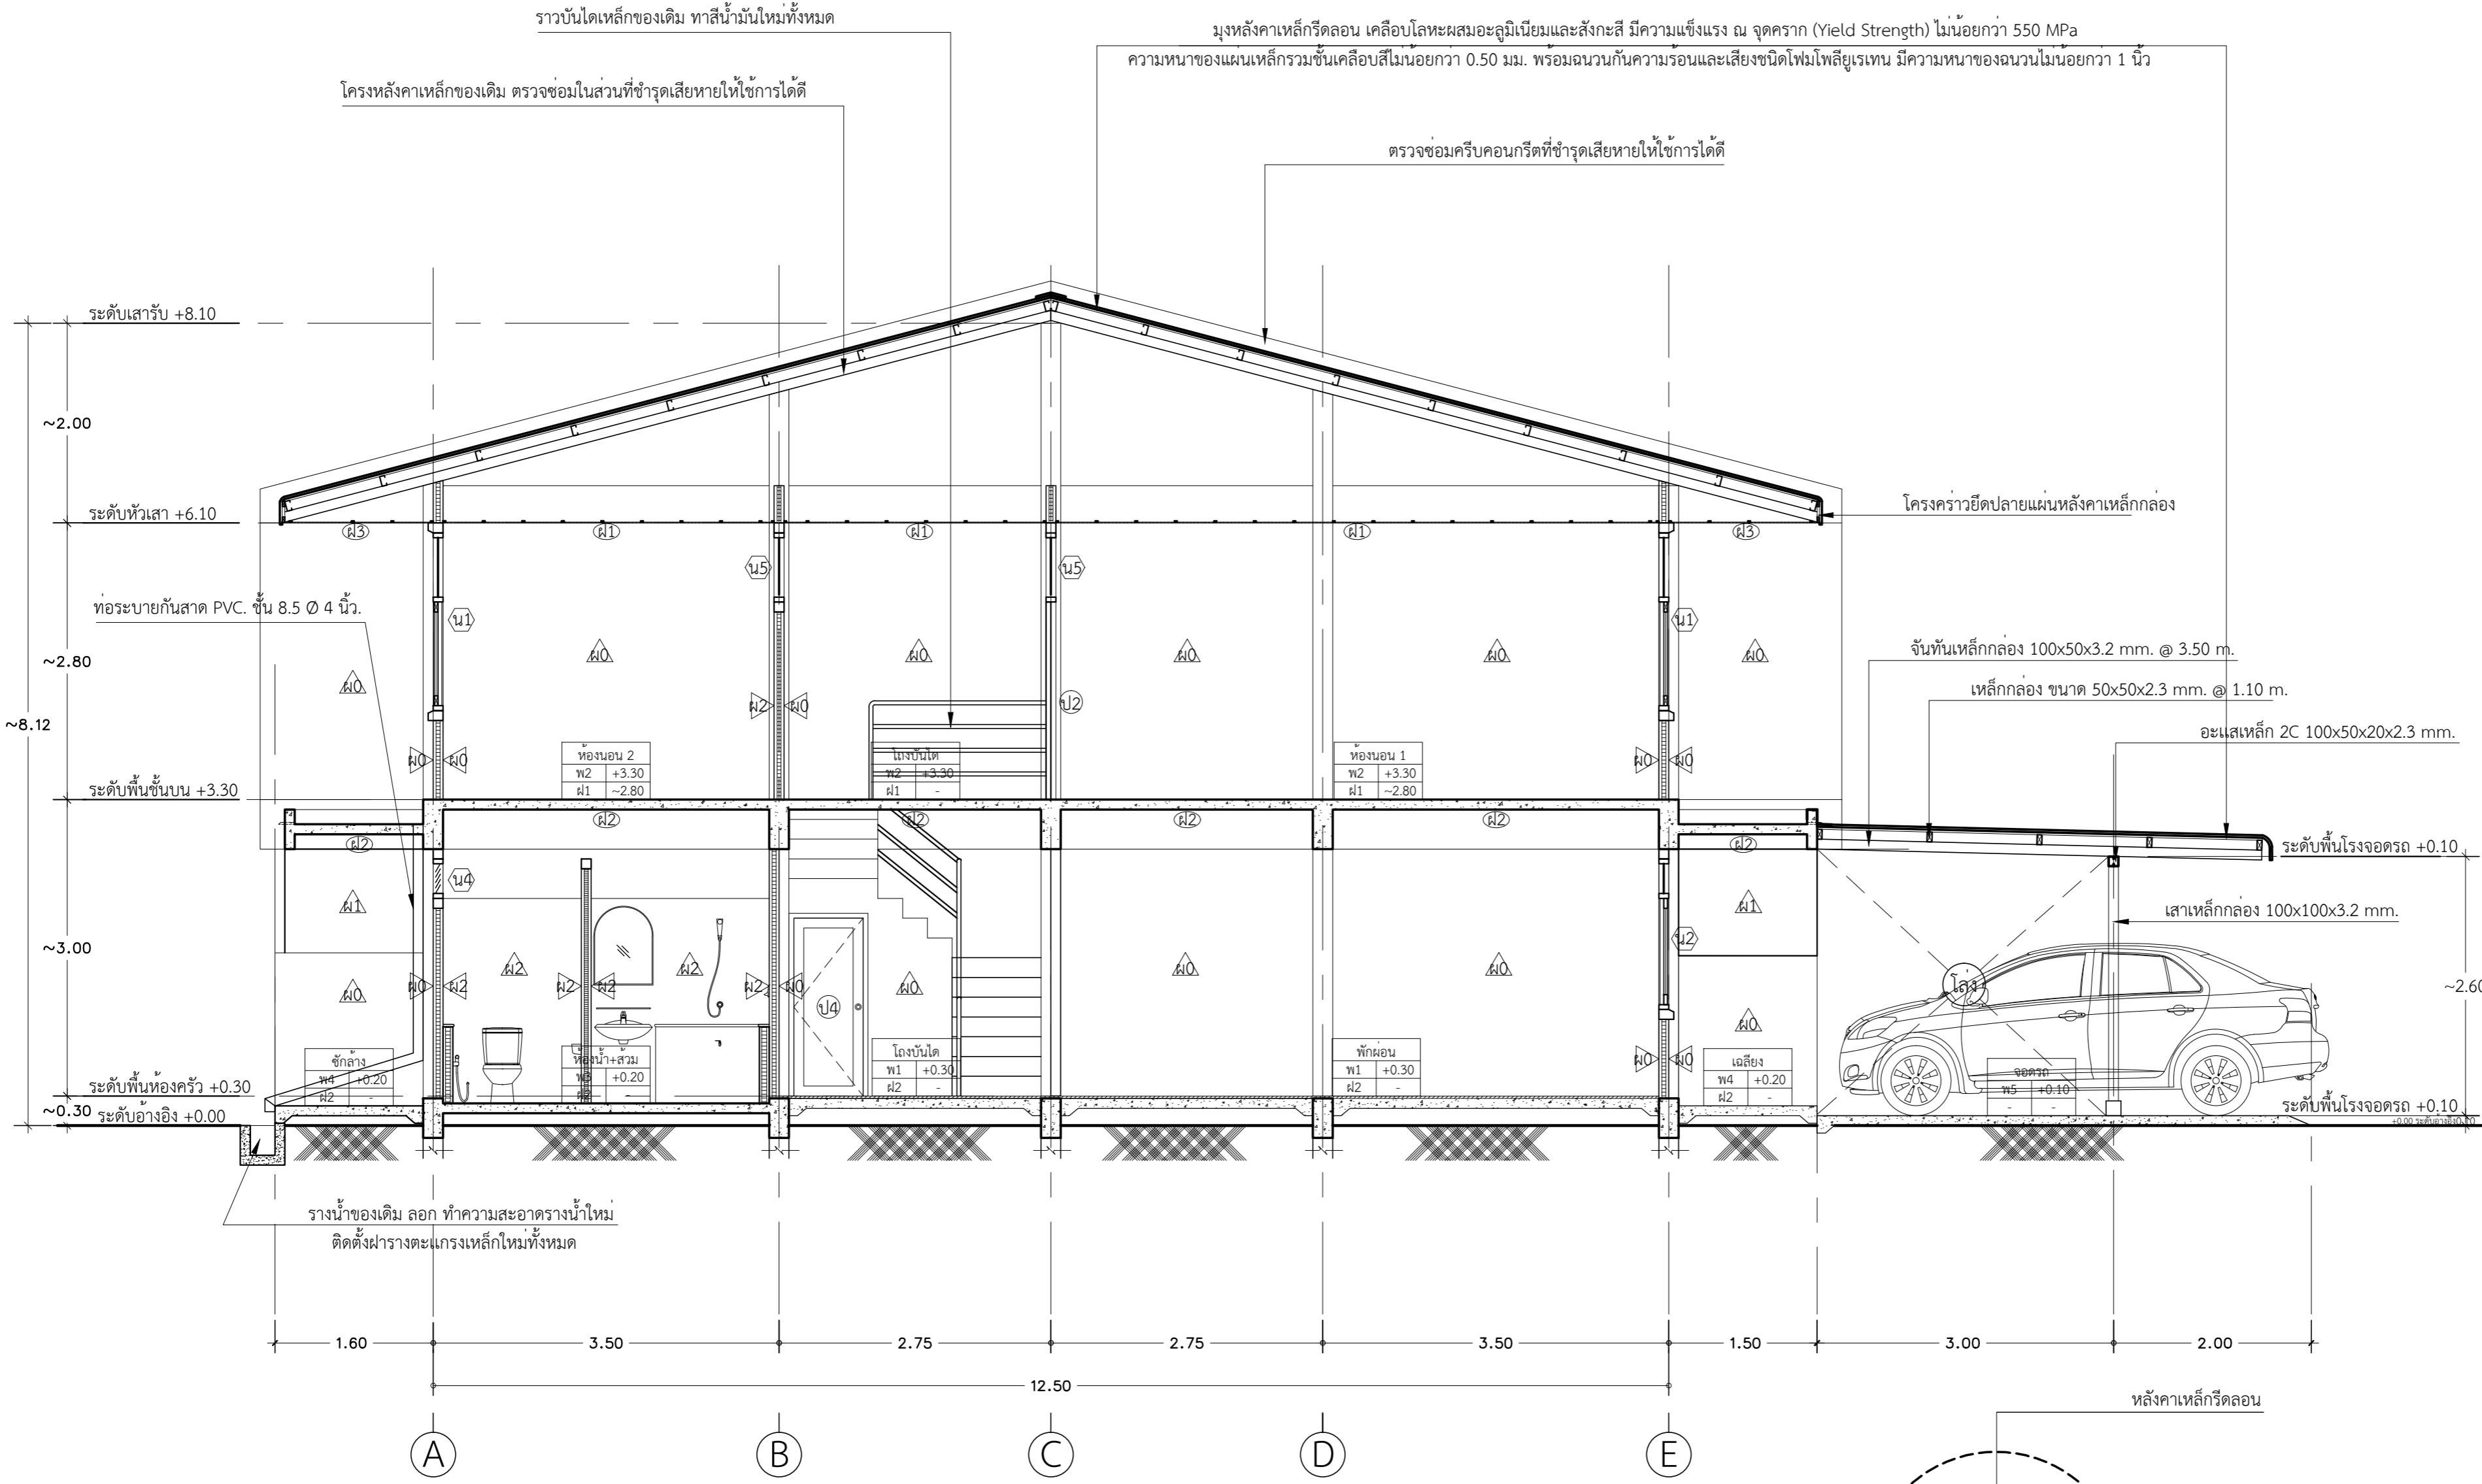 ราวบันไดเหล็กของเดิม ทาสีน้ำมันใหม่ทั้งหมด
มุงหลังคาเหล็กรีดลอน เคลือบโลหะผสมอะลูมิเนียมและสังกะสี มีความแข็งแรง ณ จุดคราก (Yield Strength) ไม่น้อยกว่า 550 MPa
ความหนาของแผ่นเหล็กรวมชั้นเคลือบสีไม่น้อยกว่า 0.50 มม. พร้อมฉนวนกันความร้อนและเสียงชนิดโฟมโพลียูเรเทน มีความหนาของฉนวนไม่น้อยกว่า 1 นิ้ว
โครงหลังคาเหล็กของเดิม ตรวจซ่อมในส่วนที่ชำรุดเสียหายให้ใช้การได้ดี
ตรวจซ่อมครีบคอนกรีตที่ชำรุดเสียหายให้ใช้การได้ดี
ระดับเสารับ +8.10
~2.00
ระดับหัวเสา +6.10
โครงคร่าวยึดปลายแผ่นหลังคาเหล็กกล่อง
ฝ3 ฝ1 ฝ1 ฝ1 ฝ3
น5 น5
ท่อระบายกันสาด PVC. ชั้น 8.5 Ø 4 นิ้ว.
น1 น1
~2.80
ผ0 ผ0 ผ0 ผ0 ผ0 ผ0
จันทันเหล็กกล่อง 100x50x3.2 mm. @ 3.50 m.
เหล็กกล่อง ขนาด 50x50x2.3 mm. @ 1.10 m.
ผ2 ผ0 ป2
~8.12
อะเสเหล็ก 2C 100x50x20x2.3 mm.
ผ0 ผ0 ผ0 ผ0
ห้องนอน 2
พ2 +3.30
ฝ1 ~2.80
โถงบันได
พ2 +3.30
ฝ1 -
ห้องนอน 1
พ2 +3.30
ฝ1 ~2.80
ระดับพื้นชั้นบน +3.30
ฝ2 ฝ2 ฝ2 ฝ2 ฝ2 ฝ2
ระดับพื้นโรงจอดรถ +0.10
น4
ผ1 ผ1
เสาเหล็กกล่อง 100x100x3.2 mm.
~3.00
น2
ผ2 ผ2 ผ0 ผ0
ผ0 ผ0 ผ2 ผ2 ผ2 ผ2 ผ0 ผ0
โล่ง
~2.60
ป4
ผ0
ผ0 ผ0
ซักล้าง
พ4 +0.20
ฝ2 -
ห้องน้ำ+ส้วม
พ3 +0.20
ฝ2 -
โถงบันได
พ1 +0.30
ฝ2 -
พักผ่อน
พ1 +0.30
ฝ2 -
เฉลียง
พ4 +0.20
ฝ2 -
จอดรถ
พ5 +0.10
- -
ระดับพื้นห้องครัว +0.30
~0.30
ระดับอ้างอิง +0.00
ระดับพื้นโรงจอดรถ +0.10
รางน้ำของเดิม ลอก ทำความสะอาดรางน้ำใหม่
ติดตั้งฝารางตะแกรงเหล็กใหม่ทั้งหมด
1.60 3.50 2.75 2.75 3.50 1.50 3.00 2.00
12.50
หลังคาเหล็กรีดลอน
A B C D E